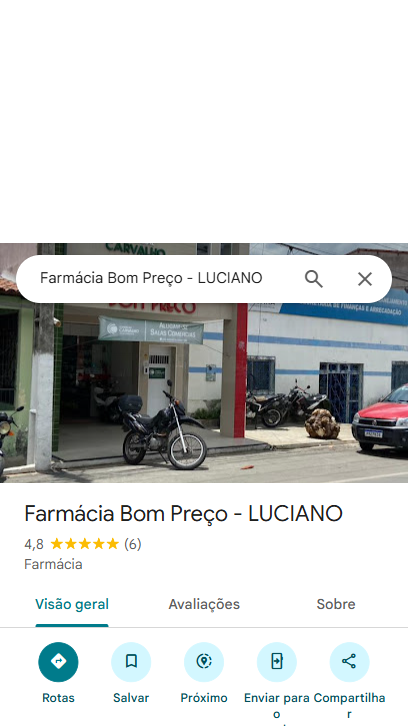 CARVALHO
Farmácia Bom Preço - LUCIANO
BOM PREÇO
ALUGAM-SE
SALAS COMERCIAIS
SECRETARIA DE FINANÇAS E ARRECADAÇÃO
Farmácia Bom Preço - LUCIANO
4,8 ★★★★★ (6)
Farmácia
Visão geral Avaliações Sobre
Rotas Salvar Próximo Enviar para o Compartilhar